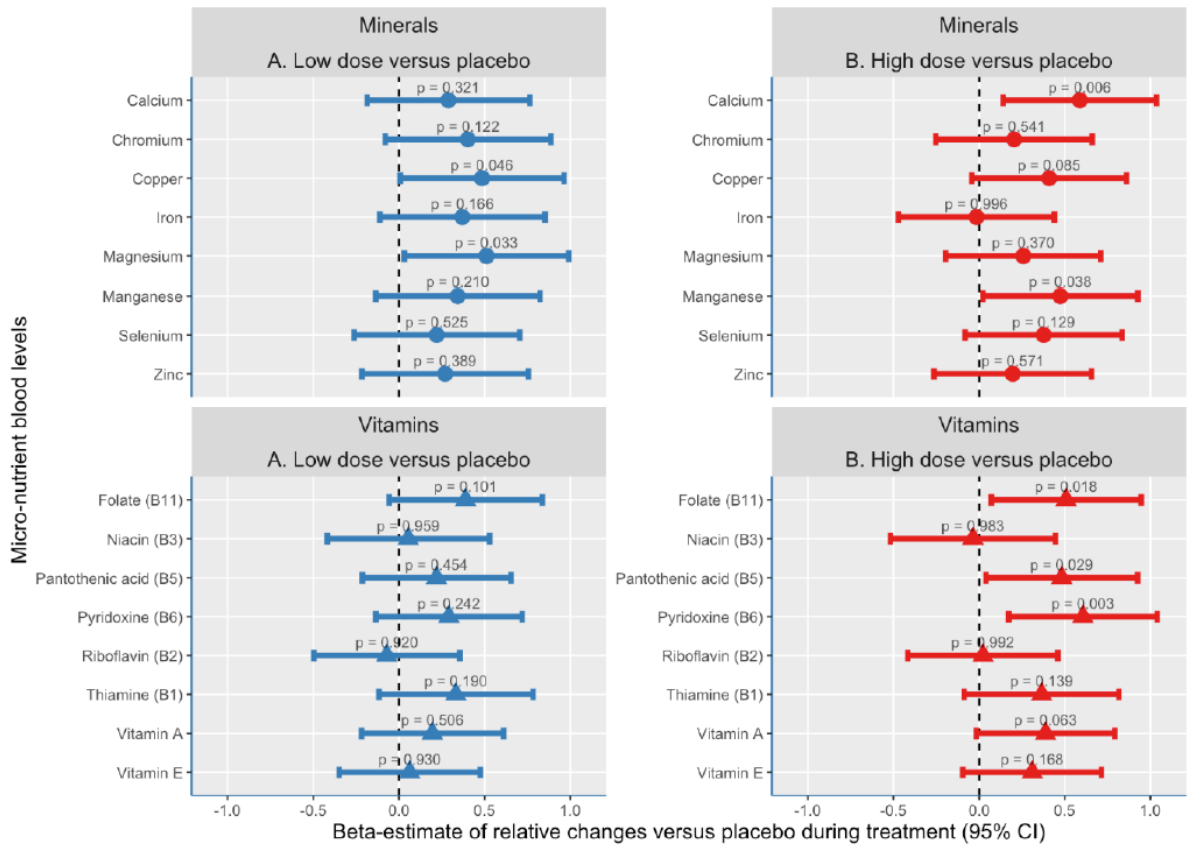 Minerals
A. Low dose versus placebo
Calcium
p = 0.321
Chromium
p = 0.122
Copper
p = 0.046
Iron
p = 0.166
Magnesium
p = 0.033
Manganese
p = 0.210
Selenium
p = 0.525
Zinc
p = 0.389
Minerals
B. High dose versus placebo
Calcium
p = 0.006
Chromium
p = 0.541
Copper
p = 0.085
Iron
p = 0.996
Magnesium
p = 0.370
Manganese
p = 0.038
Selenium
p = 0.129
Zinc
p = 0.571
Micro-nutrient blood levels
Vitamins
A. Low dose versus placebo
Folate (B11)
p = 0.101
Niacin (B3)
p = 0.959
Pantothenic acid (B5)
p = 0.454
Pyridoxine (B6)
p = 0.242
Riboflavin (B2)
p = 0.920
Thiamine (B1)
p = 0.190
Vitamin A
p = 0.506
Vitamin E
p = 0.930
-1.0 -0.5 0.0 0.5 1.0
Vitamins
B. High dose versus placebo
Folate (B11)
p = 0.018
Niacin (B3)
p = 0.983
Pantothenic acid (B5)
p = 0.029
Pyridoxine (B6)
p = 0.003
Riboflavin (B2)
p = 0.992
Thiamine (B1)
p = 0.139
Vitamin A
p = 0.063
Vitamin E
p = 0.168
-1.0 -0.5 0.0 0.5 1.0
Beta-estimate of relative changes versus placebo during treatment (95% CI)